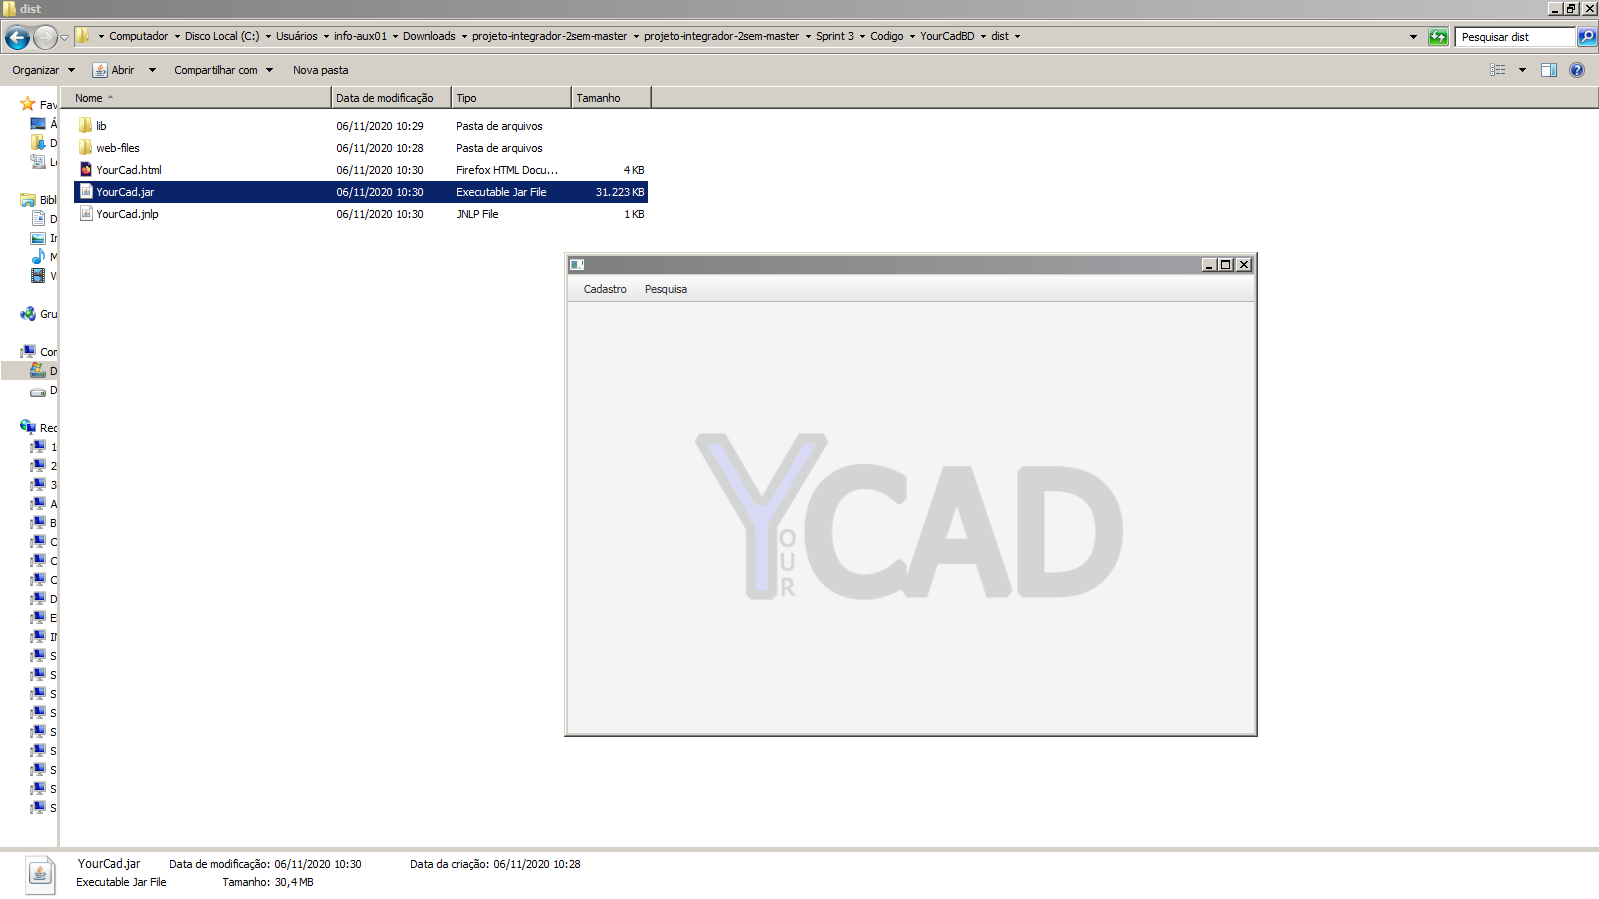 dist
Computador Disco Local (C:) Usuários info-aux01 Downloads projeto-integrador-2sem-master projeto-integrador-2sem-master Sprint 3 Codigo YourCadBD dist
Pesquisar dist
Organizar Abrir Compartilhar com Nova pasta
Nome Data de modificação Tipo Tamanho
lib 06/11/2020 10:29 Pasta de arquivos
web-files 06/11/2020 10:28 Pasta de arquivos
YourCad.html 06/11/2020 10:30 Firefox HTML Docu... 4 KB
YourCad.jar 06/11/2020 10:30 Executable Jar File 31.223 KB
YourCad.jnlp 06/11/2020 10:30 JNLP File 1 KB
Fav
Á
D
Bibl
D
M
Gru
Con
D
D
Red
1
2
3
A
B
C
C
C
D
E
S
S
S
S
S
S
S
S
S
Cadastro Pesquisa
YOUR CAD
YourCad.jar Data de modificação: 06/11/2020 10:30 Data da criação: 06/11/2020 10:28
Executable Jar File Tamanho: 30,4 MB